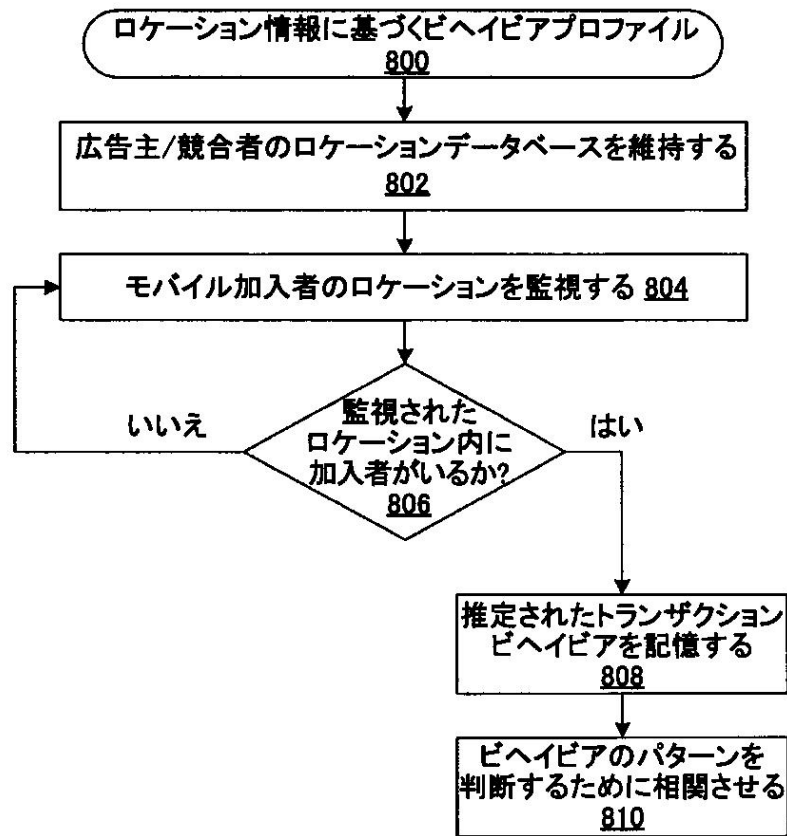 ロケーション情報に基づくビヘイビアプロファイル
800
広告主/競合者のロケーションデータベースを維持する
802
モバイル加入者のロケーションを監視する 804
いいえ
監視された
ロケーション内に
加入者がいるか?
806
はい
推定されたトランザクション
ビヘイビアを記憶する
808
ビヘイビアのパターンを
判断するために相関させる
810